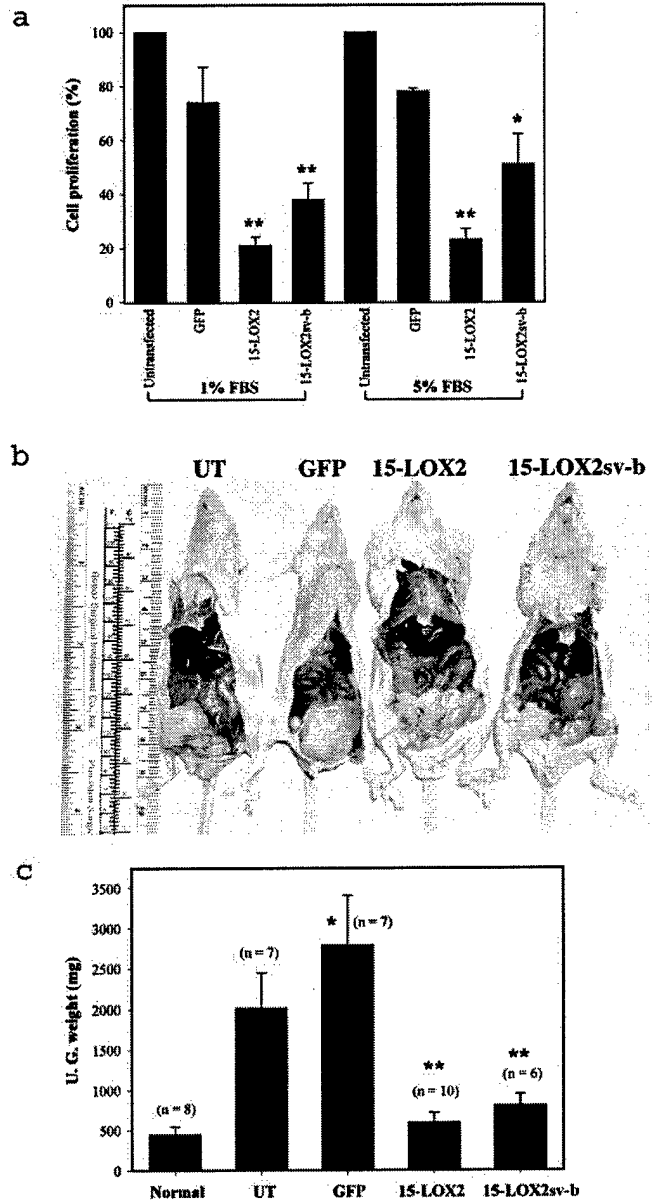 a
Cell proliferation (%)
100
80
60
40
20
0
**
**
**
*
Untransfected
GFP
15-LOX2
15-LOX2sv-b
Untransfected
GFP
15-LOX2
15-LOX2sv-b
1% FBS
5% FBS
b
UT GFP 15-LOX2 15-LOX2sv-b
c
U. G. weight (mg)
3500
3000
2500
2000
1500
1000
500
0
(n = 8)
(n = 7)
* (n = 7)
**
(n = 10)
**
(n = 6)
Normal UT GFP 15-LOX2 15-LOX2sv-b